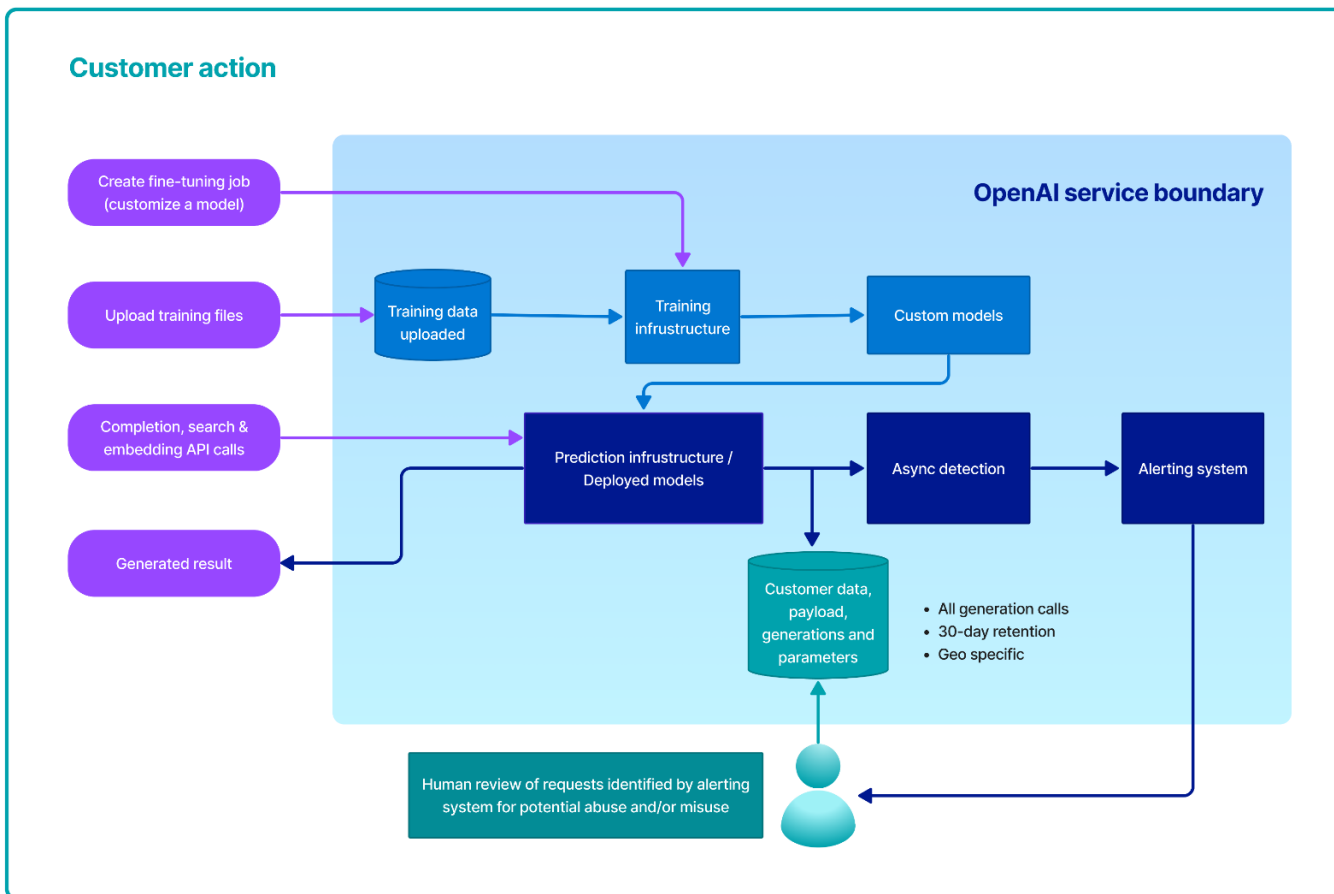 Customer action
OpenAI service boundary
Create fine-tuning job
(customize a model)
Upload training files
Training data
uploaded
Training
infrustructure
Custom models
Completion, search &
embedding API calls
Prediction infrustructure /
Deployed models
Async detection
Alerting system
Generated result
Customer data,
payload,
generations and
parameters
• All generation calls
• 30-day retention
• Geo specific
Human review of requests identified by alerting
system for potential abuse and/or misuse